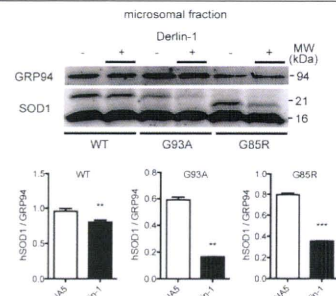 microsomal fraction
Derlin-1
- + - + - + MW
(kDa)
GRP94 -94
SOD1 -21
-16
WT G93A G85R
WT
hSOD1 / GRP94
1.5
1.0
0.5
0.0
**
G93A
hSOD1 / GRP94
0.8
0.6
0.4
0.2
0.0
**
G85R
hSOD1 / GRP94
1.0
0.8
0.6
0.4
0.2
0.0
***